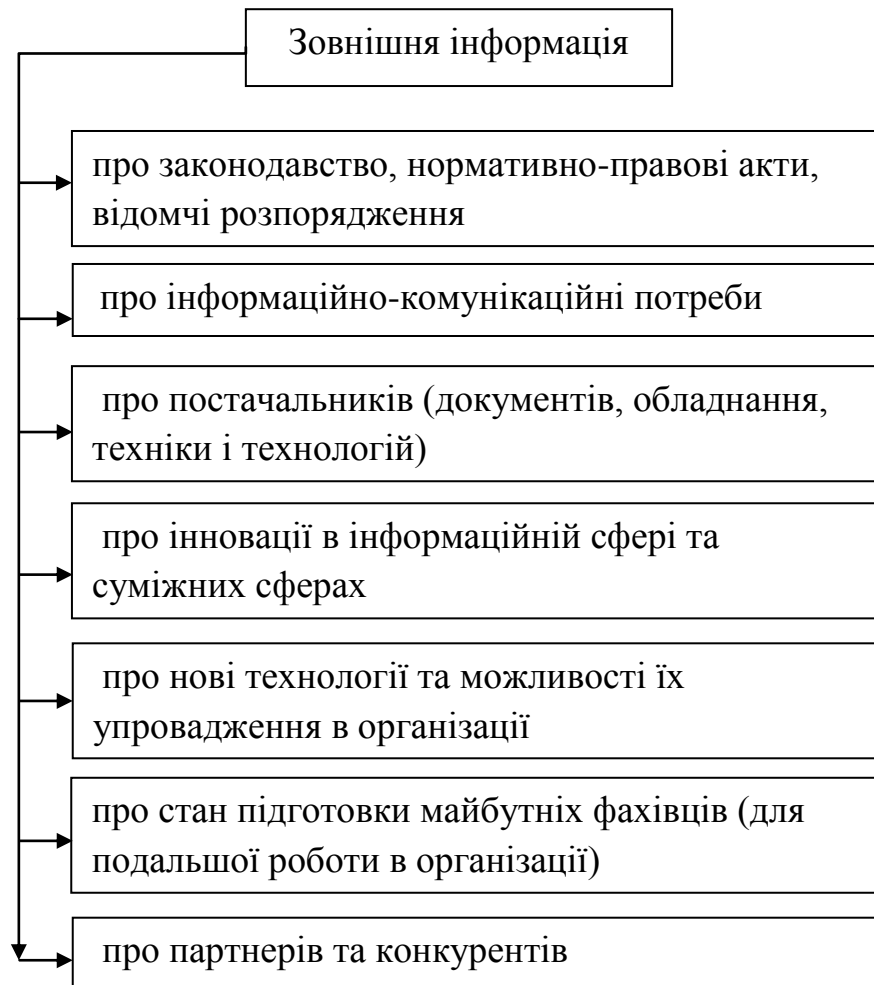 Зовнішня інформація
про законодавство, нормативно-правові акти,
відомчі розпорядження
про інформаційно-комунікаційні потреби
про постачальників (документів, обладнання,
техніки і технологій)
про інновації в інформаційній сфері та
суміжних сферах
про нові технології та можливості їх
упровадження в організації
про стан підготовки майбутніх фахівців (для
подальшої роботи в організації)
про партнерів та конкурентів